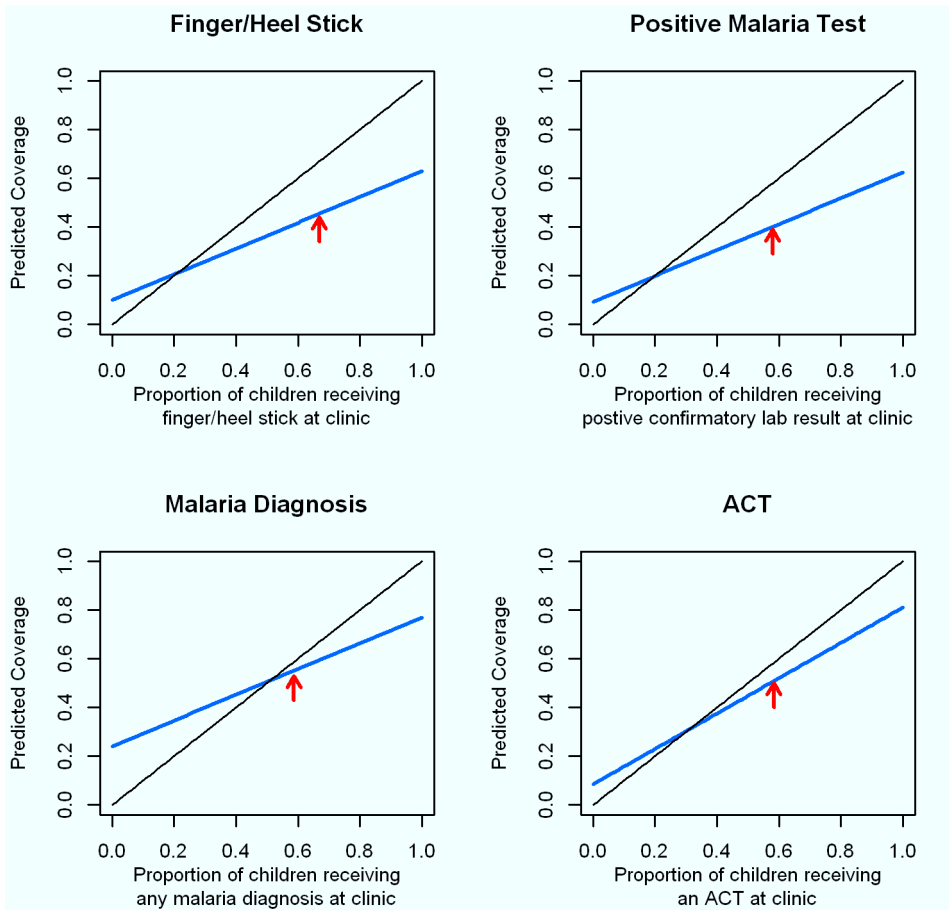 Finger/Heel Stick
Predicted Coverage
1.0
0.8
0.6
0.4
0.2
0.0
0.0 0.2 0.4 0.6 0.8 1.0
Proportion of children receiving
finger/heel stick at clinic
Positive Malaria Test
Predicted Coverage
1.0
0.8
0.6
0.4
0.2
0.0
0.0 0.2 0.4 0.6 0.8 1.0
Proportion of children receiving
postive confirmatory lab result at clinic
Malaria Diagnosis
Predicted Coverage
1.0
0.8
0.6
0.4
0.2
0.0
0.0 0.2 0.4 0.6 0.8 1.0
Proportion of children receiving
any malaria diagnosis at clinic
ACT
Predicted Coverage
1.0
0.8
0.6
0.4
0.2
0.0
0.0 0.2 0.4 0.6 0.8 1.0
Proportion of children receiving
an ACT at clinic